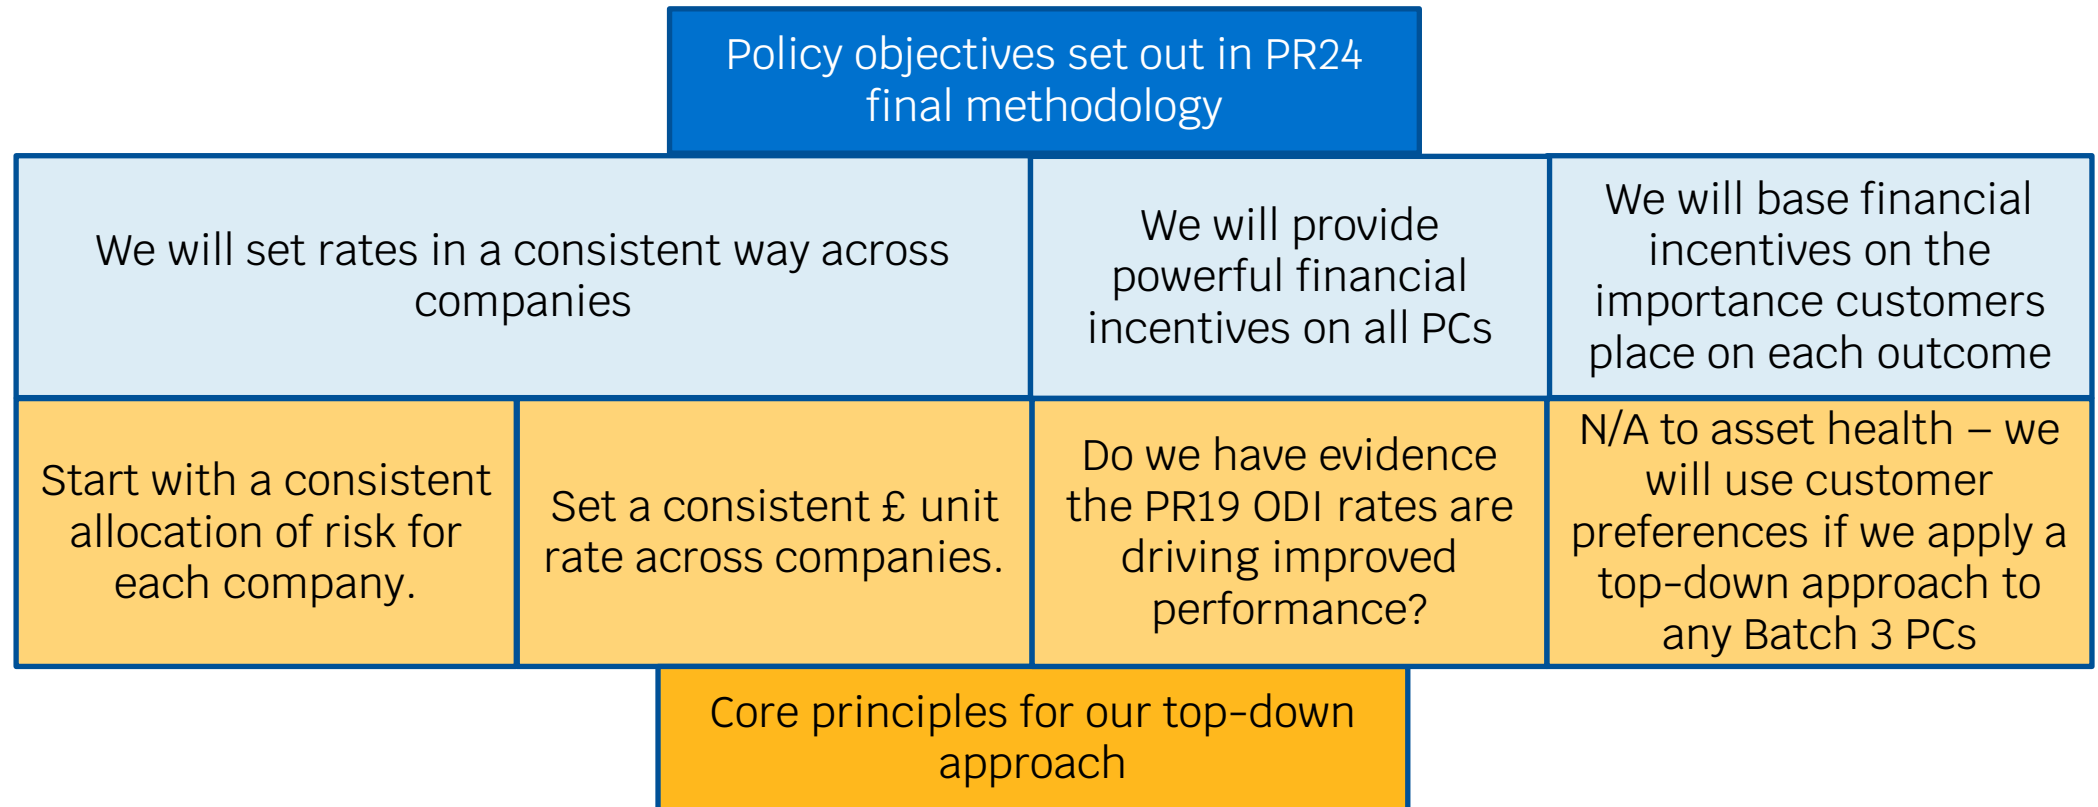 Policy objectives set out in PR24
final methodology
We will set rates in a consistent way across
companies
We will provide
powerful financial
incentives on all PCs
We will base financial
incentives on the
importance customers
place on each outcome
Start with a consistent
allocation of risk for
each company.
Set a consistent £ unit
rate across companies.
Do we have evidence
the PR19 ODI rates are
driving improved
performance?
N/A to asset health – we
will use customer
preferences if we apply a
top-down approach to
any Batch 3 PCs
Core principles for our top-down
approach